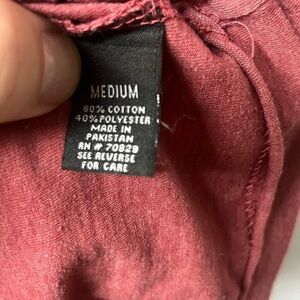 MEDIUM
60% COTTON
40% POLYESTER
MADE IN
PAKISTAN
RN # 70829
SEE REVERSE
FOR CARE